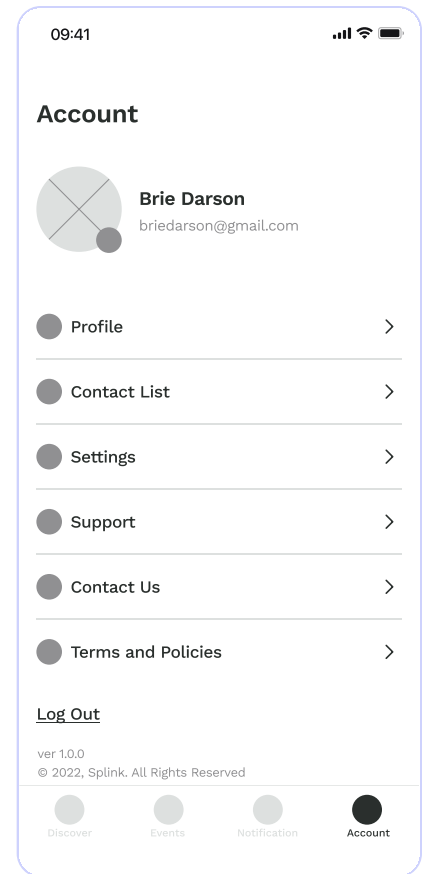 09:41
Account
Brie Darson
briedarson@gmail.com
Profile
Contact List
Settings
Support
Contact Us
Terms and Policies
Log Out
ver 1.0.0
© 2022, Splink. All Rights Reserved
Discover Events Notification Account